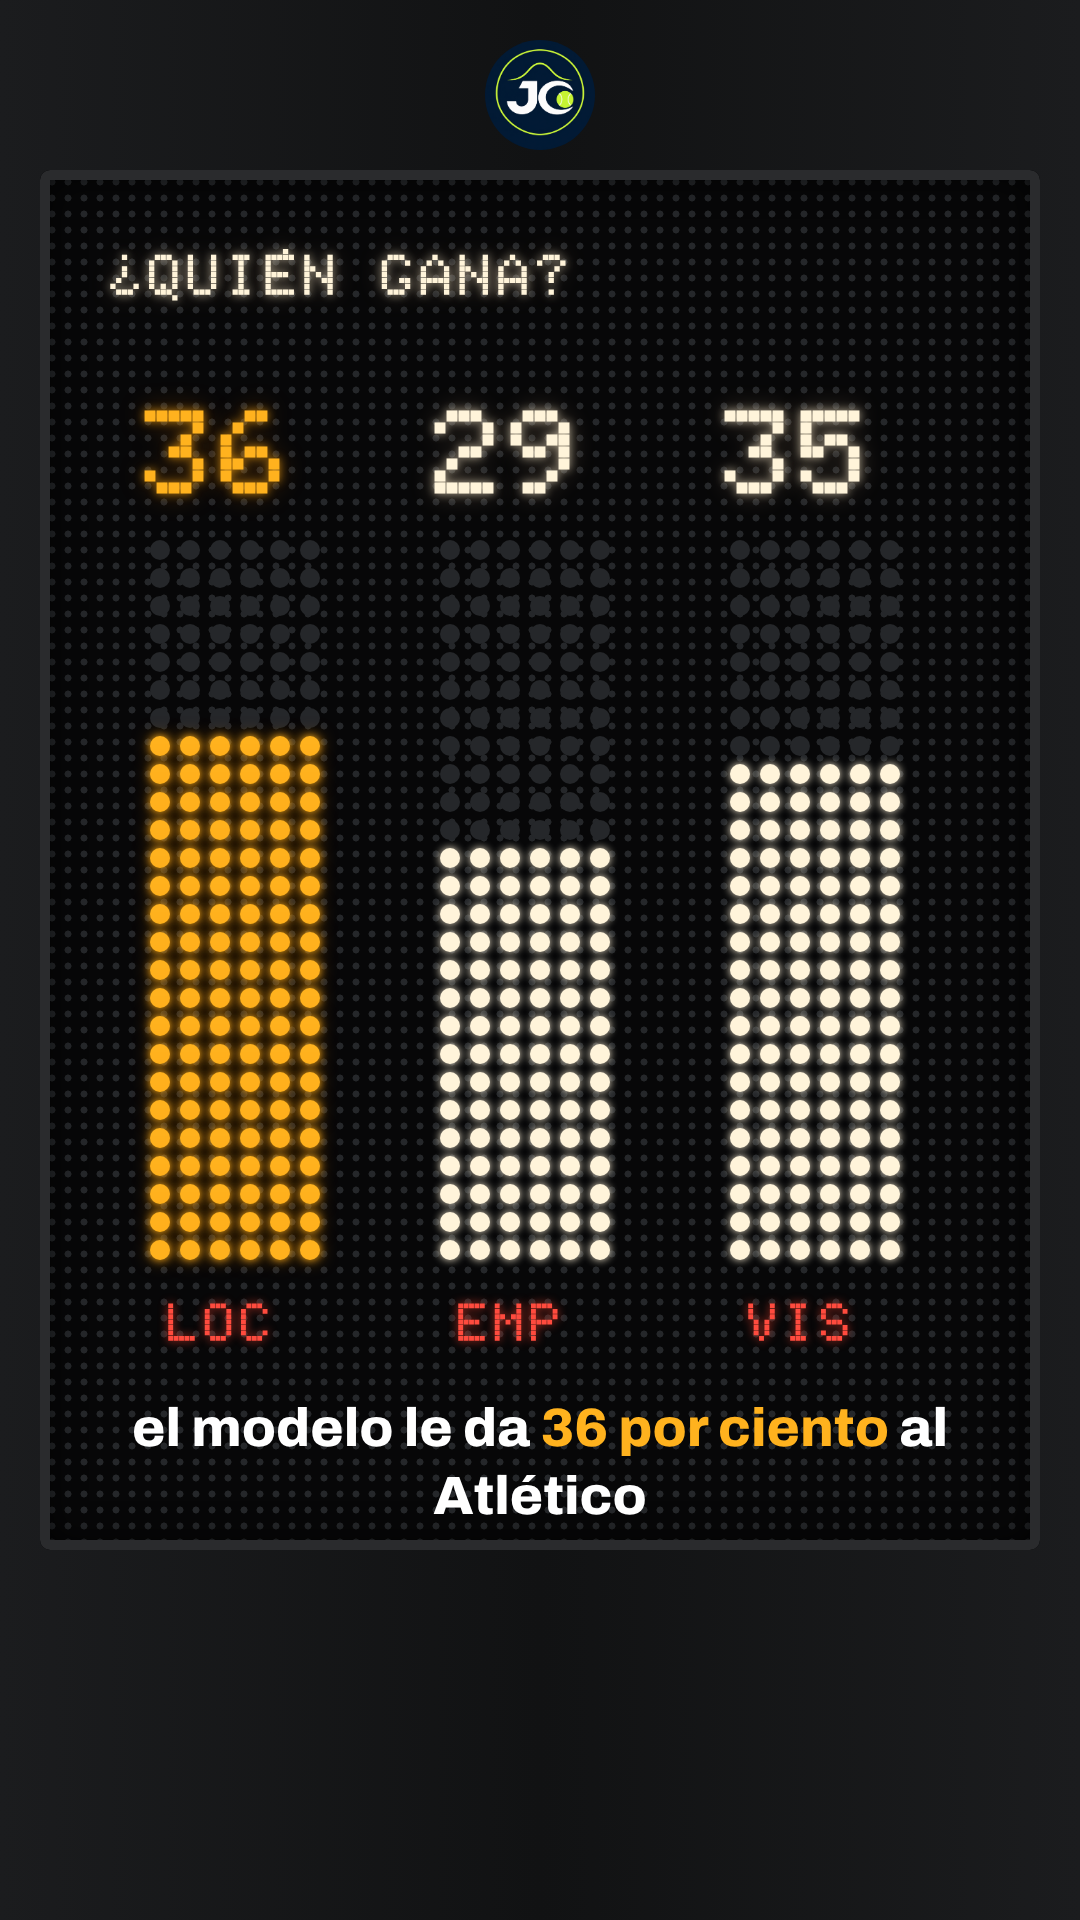 JC
¿QUIÉN GANA?
36 29 35
LOC EMP VIS
el modelo le da 36 por ciento al
Atlético